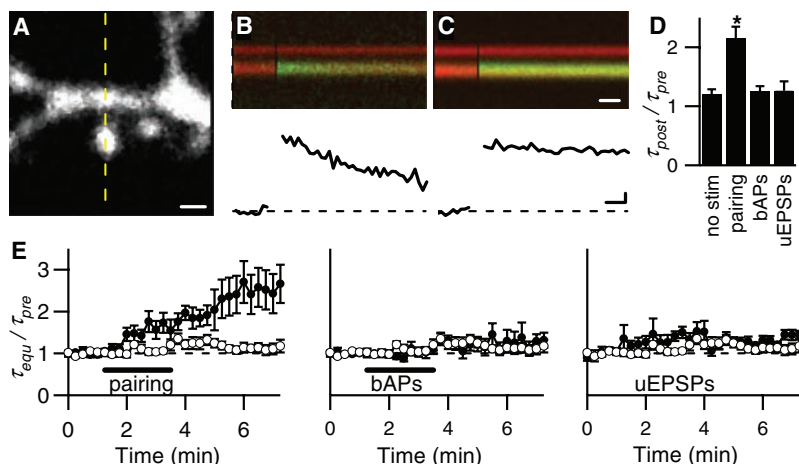 A
B
C
D
*
τpost / τpre
2
1
0
no stim
pairing
bAPs
uEPSPs
E
τequ / τpre
3
2
1
0
pairing
bAPs
uEPSPs
0 2 4 6
0 2 4 6
0 2 4 6
Time (min)
Time (min)
Time (min)